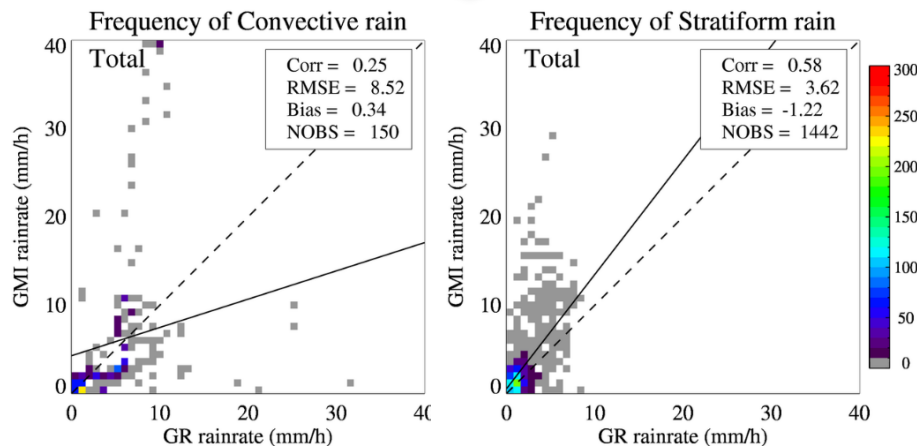 Frequency of Convective rain
Total
Corr = 0.25
RMSE = 8.52
Bias = 0.34
NOBS = 150
GMI rainrate (mm/h)
40
30
20
10
0
0 10 20 30 40
GR rainrate (mm/h)
Frequency of Stratiform rain
Total
Corr = 0.58
RMSE = 3.62
Bias = -1.22
NOBS = 1442
GMI rainrate (mm/h)
40
30
20
10
0
0 10 20 30 40
GR rainrate (mm/h)
300
250
200
150
100
50
0